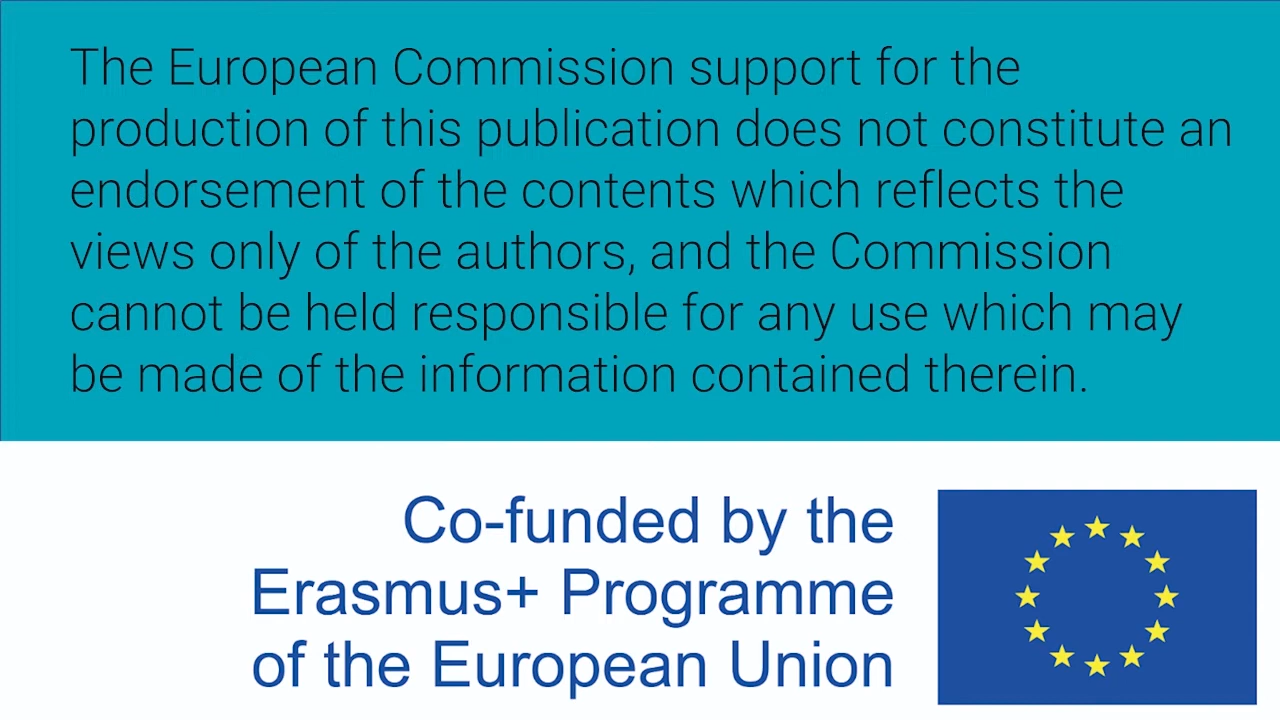 The European Commission support for the
production of this publication does not constitute an
endorsement of the contents which reflects the
views only of the authors, and the Commission
cannot be held responsible for any use which may
be made of the information contained therein.
Co-funded by the
Erasmus+ Programme
of the European Union